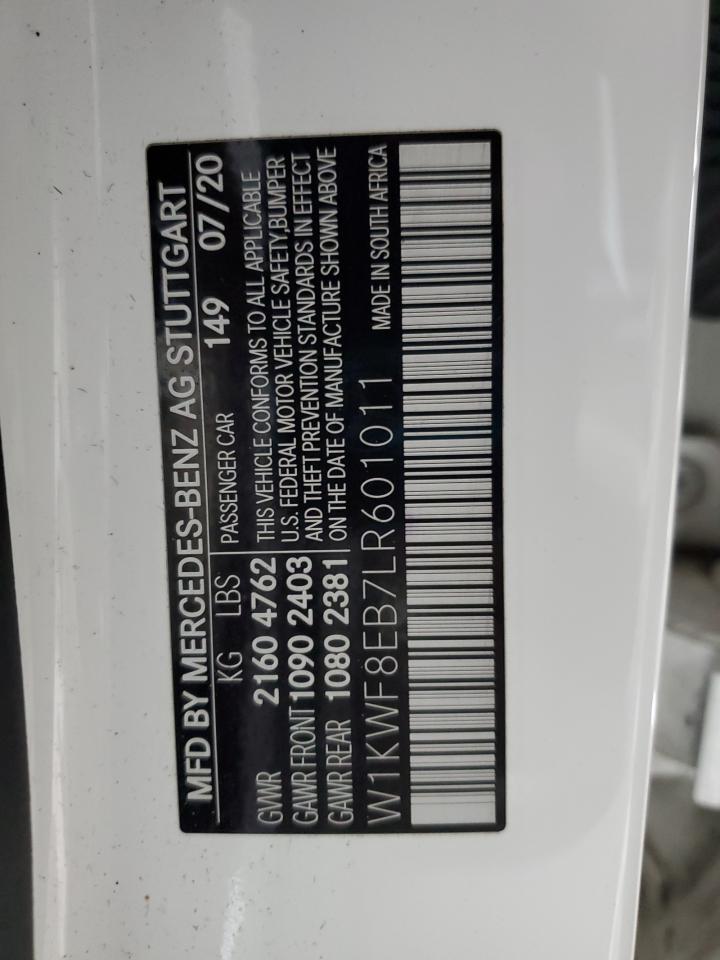 MFD BY MERCEDES-BENZ AG STUTTGART
KG LBS PASSENGER CAR 149 07/20
GVWR 2160 4762 THIS VEHICLE CONFORMS TO ALL APPLICABLE
GAWR FRONT 1090 2403 U.S. FEDERAL MOTOR VEHICLE SAFETY,BUMPER
AND THEFT PREVENTION STANDARDS IN EFFECT
GAWR REAR 1080 2381 ON THE DATE OF MANUFACTURE SHOWN ABOVE
W1KWF8EB7LR601011 MADE IN SOUTH AFRICA